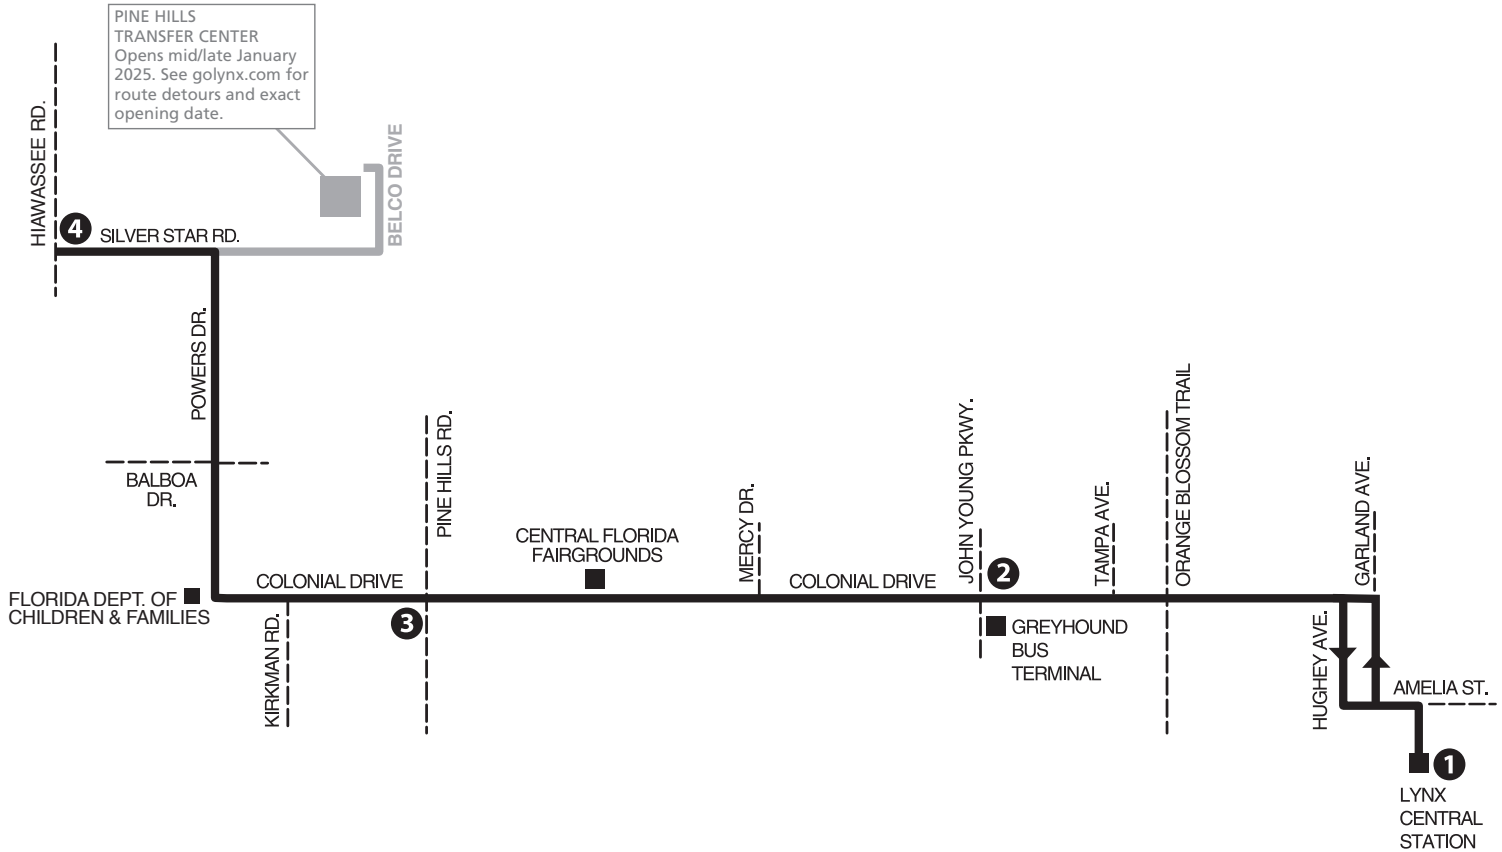 PINE HILLS
TRANSFER CENTER
Opens mid/late January
2025. See golynx.com for
route detours and exact
opening date.
HIAWASSEE RD.
BELCO DRIVE
4
SILVER STAR RD.
POWERS DR.
BALBOA
DR.
PINE HILLS RD.
CENTRAL FLORIDA
FAIRGROUNDS
MERCY DR.
JOHN YOUNG PKWY.
TAMPA AVE.
ORANGE BLOSSOM TRAIL
GARLAND AVE.
COLONIAL DRIVE
COLONIAL DRIVE
2
FLORIDA DEPT. OF
CHILDREN & FAMILIES
3
KIRKMAN RD.
GREYHOUND
BUS
TERMINAL
HUGHEY AVE.
AMELIA ST.
1
LYNX
CENTRAL
STATION